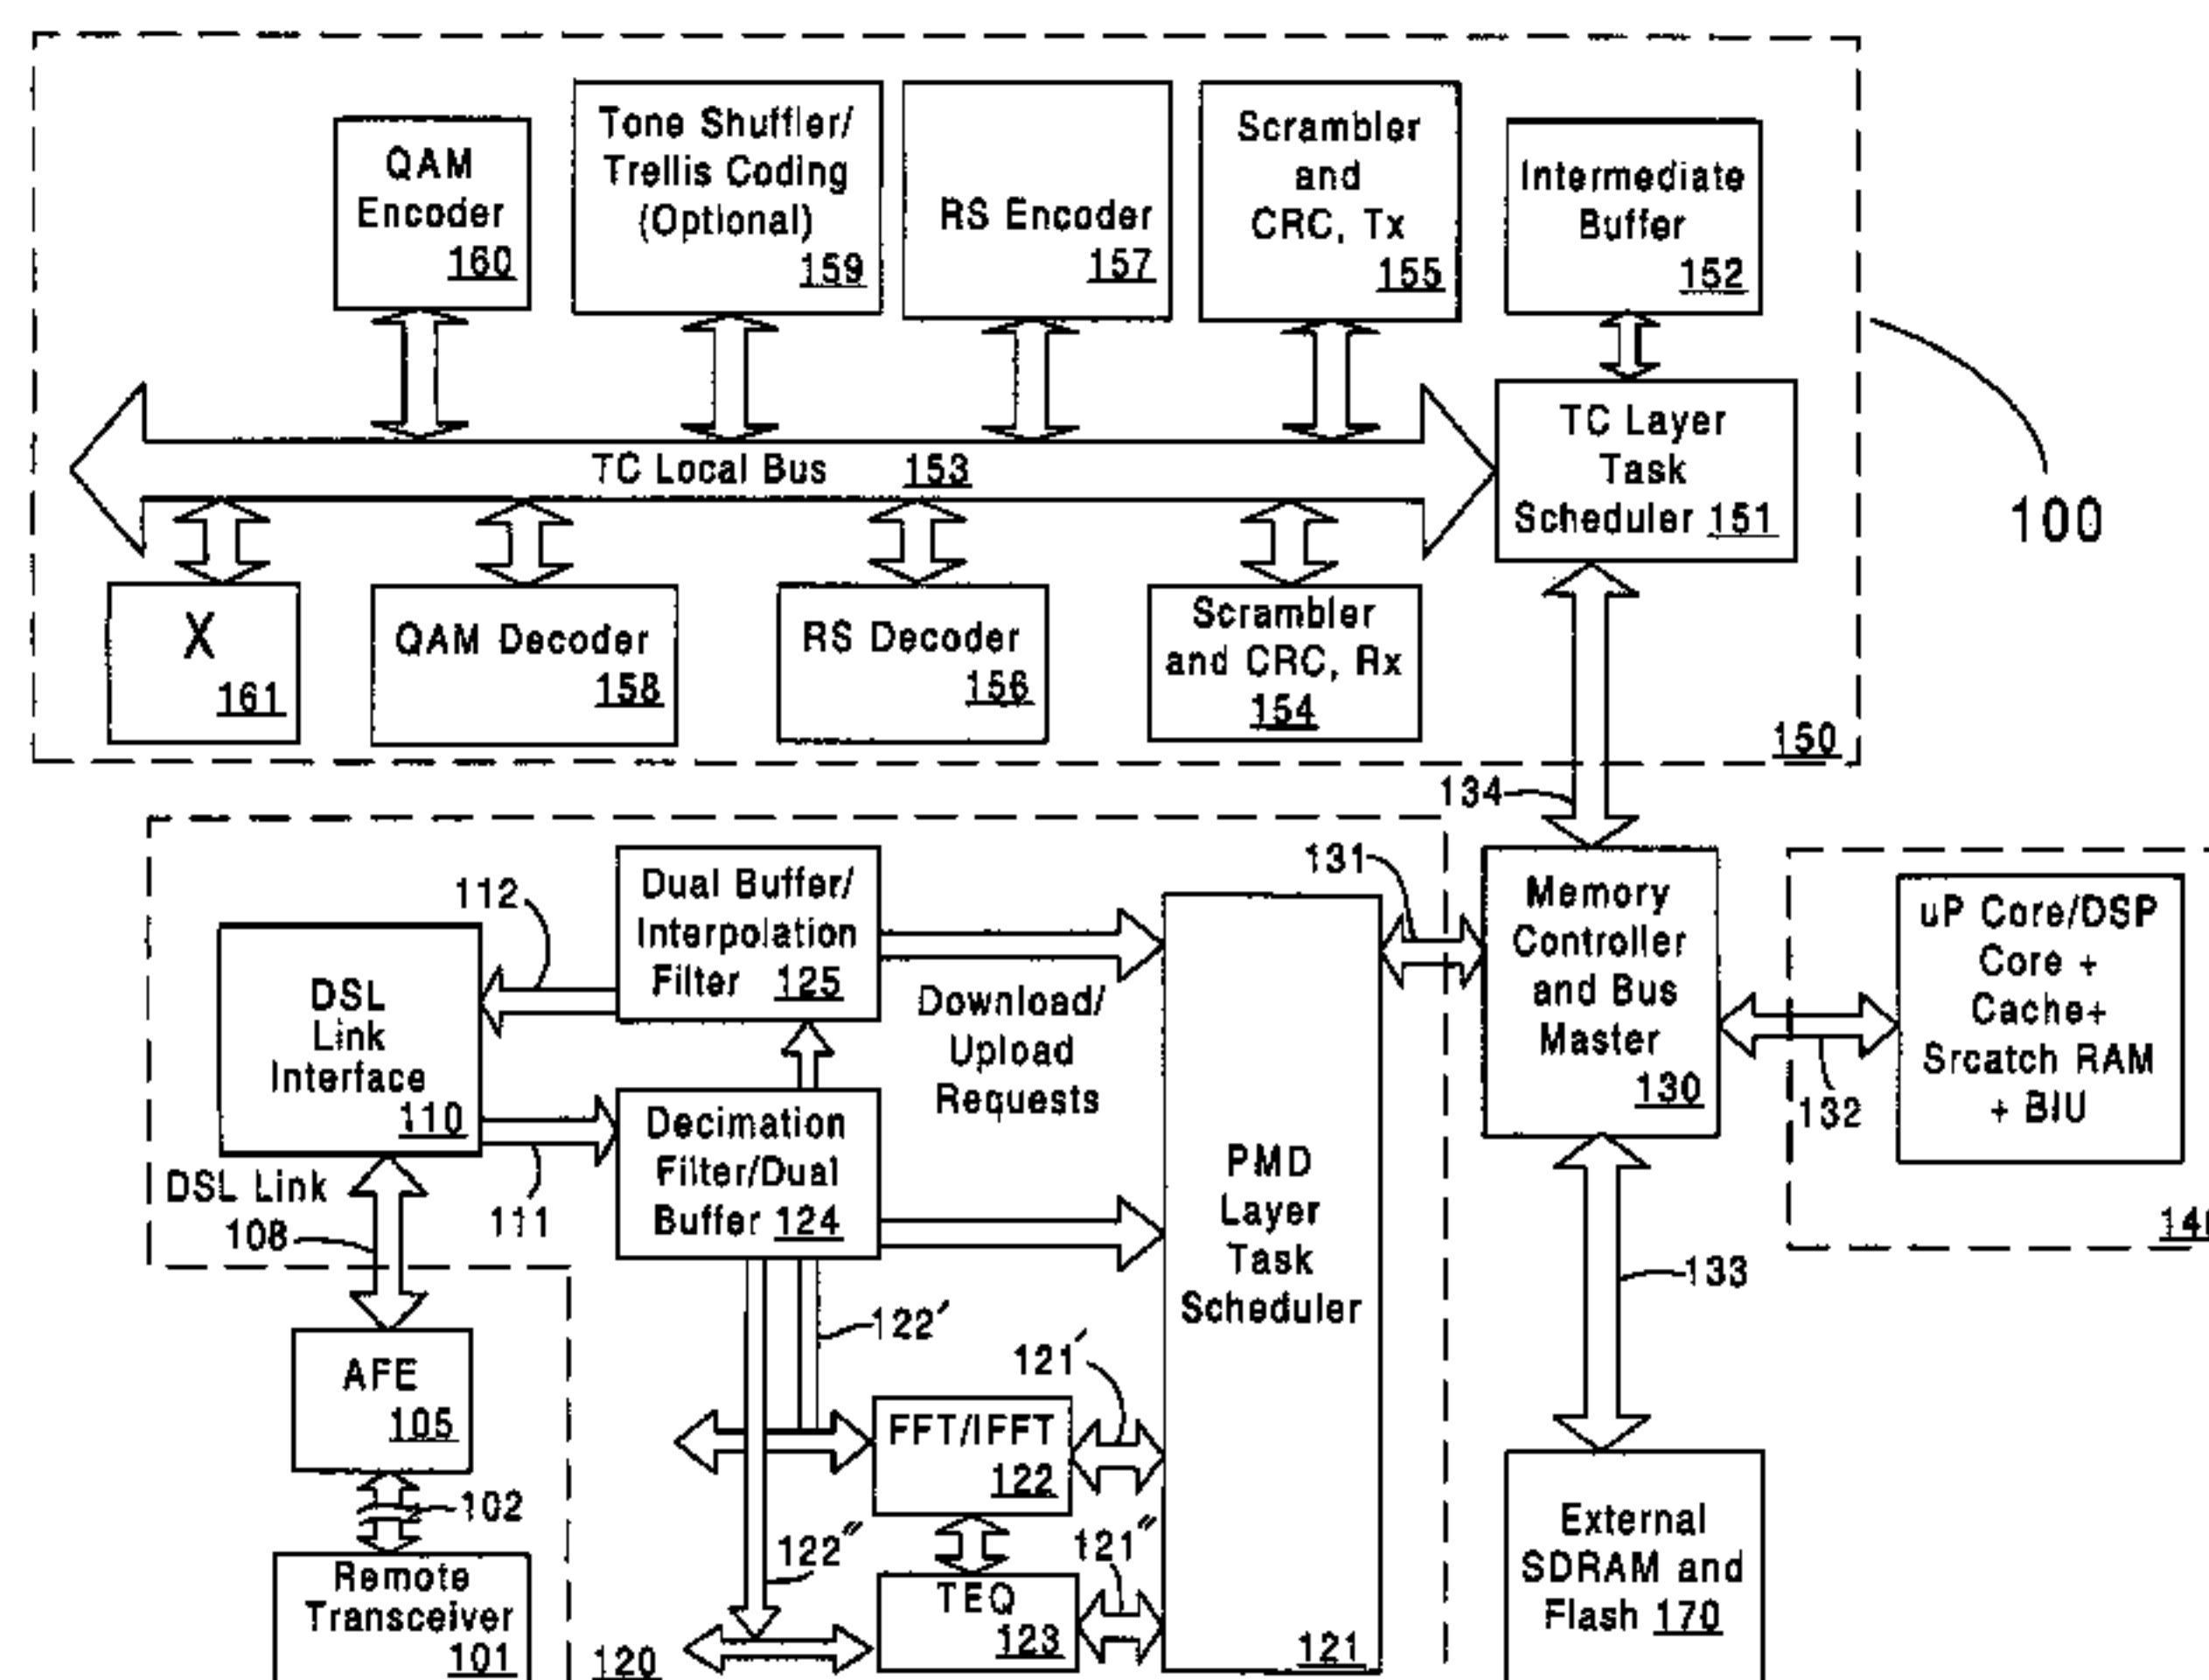 QAM
Encoder
160
Tone Shuffler/
Trellis Coding
(Optional)
159
RS Encoder
157
Scrambler
and
CRC, Tx
155
Intermediate
Buffer
152
TC Local Bus 153
TC Layer
Task
Scheduler 151
100
X
161
QAM Decoder
158
RS Decoder
156
Scrambler
and CRC, Rx
154
150
134
DSL
Link
Interface
110
112
Dual Buffer/
Interpolation
Filter 125
Download/
Upload
Requests
131
Memory
Controller
and Bus
Master
130
uP Core/DSP
Core +
Cache+
Srcatch RAM
+ BIU
132
Decimation
Filter/Dual
Buffer 124
111
DSL Link
108
PMD
Layer
Task
Scheduler
121
133
AFE
105
122′
121′
FFT/IFFT
122
102
122″
121″
TEQ
123
Remote
Transceiver
101
120
External
SDRAM and
Flash 170